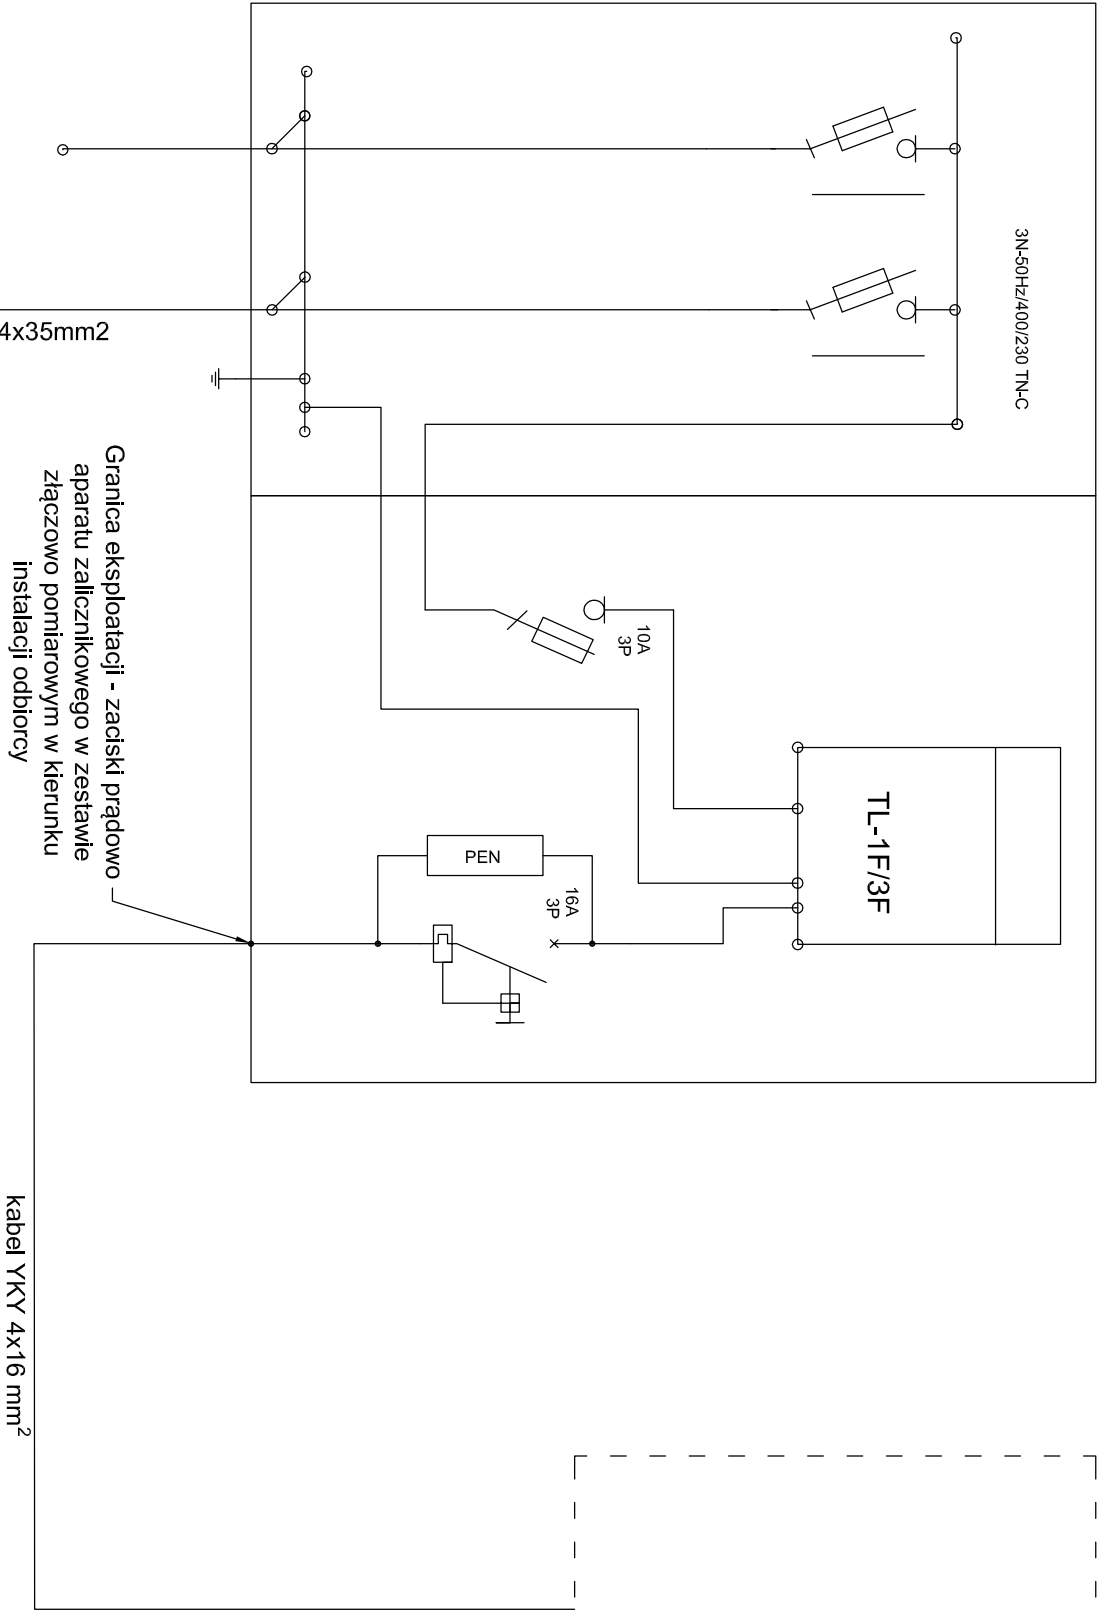 3N-50Hz/400/230 TN-C
4x35mm2
10A
3P
TL-1F/3F
16A
3P
PEN
Granica eksploatacji - zaciski prądowo
aparatu zalicznikowego w zestawie
złączowo pomiarowym w kierunku
instalacji odbiorcy
kabel YKY 4x16 mm²